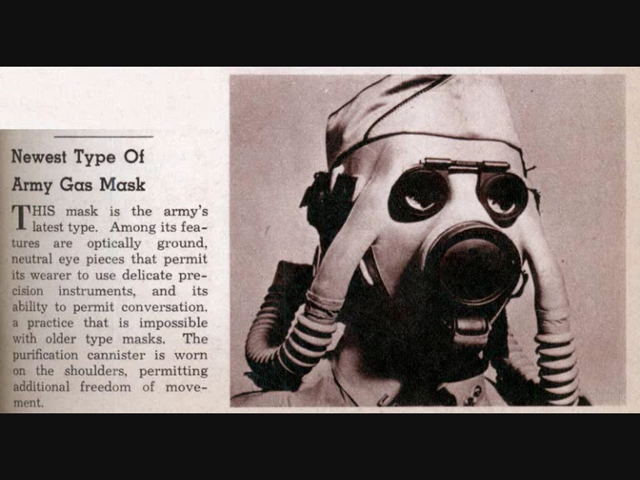 Newest Type Of
Army Gas Mask
THIS mask is the army's
latest type. Among its fea-
tures are optically ground,
neutral eye pieces that permit
its wearer to use delicate pre-
cision instruments, and its
ability to permit conversation.
a practice that is impossible
with older type masks. The
purification cannister is worn
on the shoulders, permitting
additional freedom of move-
ment.